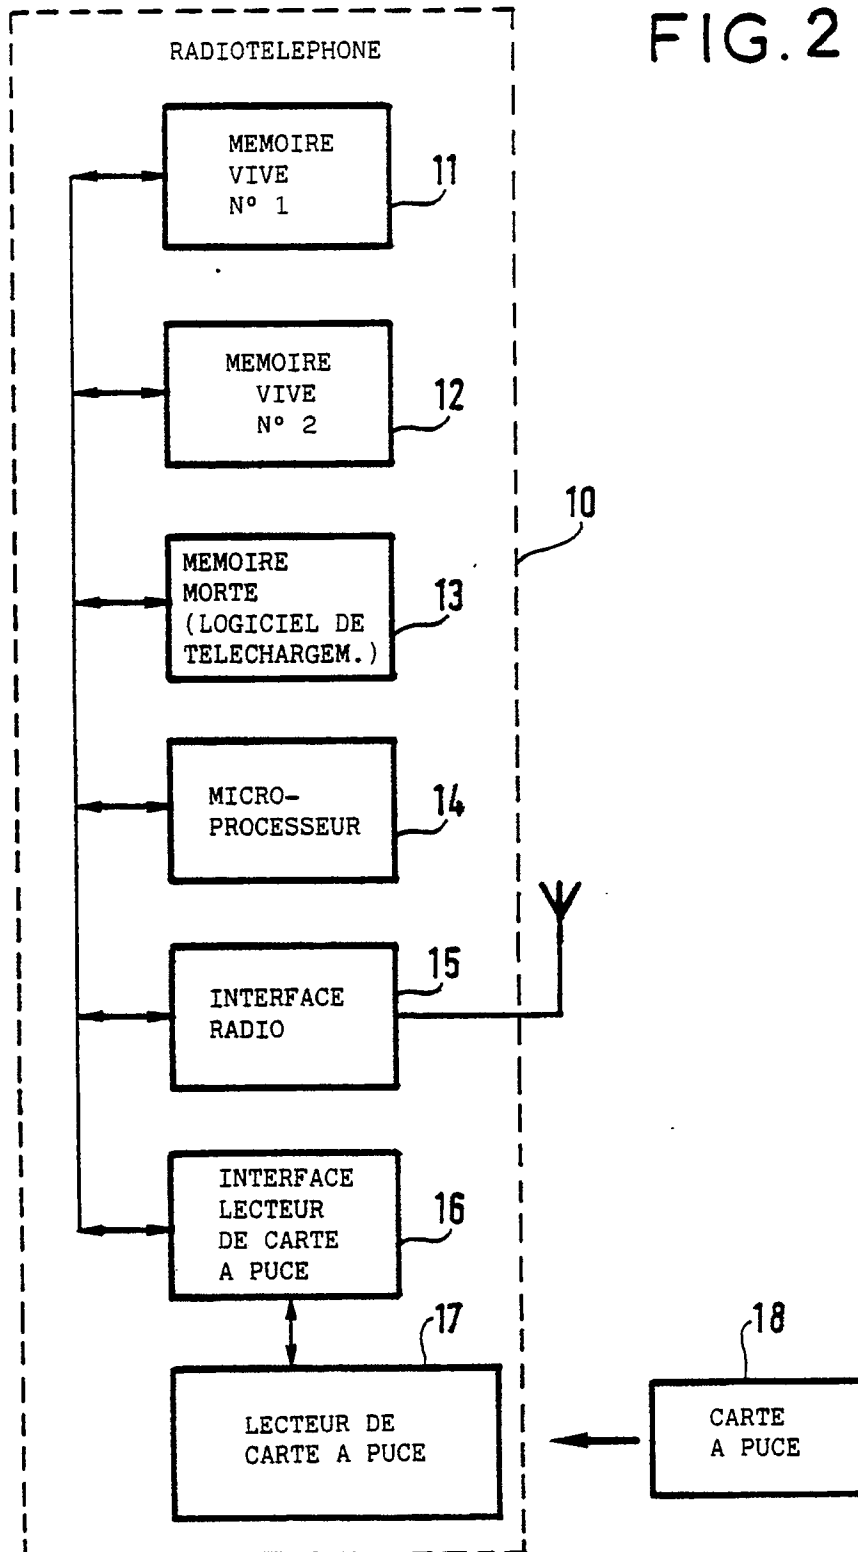 FIG. 2
RADIOTELEPHONE
MEMOIRE
VIVE
Nº 1
11
MEMOIRE
VIVE
Nº 2
12
10
MEMOIRE
MORTE
(LOGICIEL DE
TELECHARGEM.)
13
MICRO-
PROCESSEUR
14
INTERFACE
RADIO
15
INTERFACE
LECTEUR
DE CARTE
A PUCE
16
17
LECTEUR DE
CARTE A PUCE
18
CARTE
A PUCE